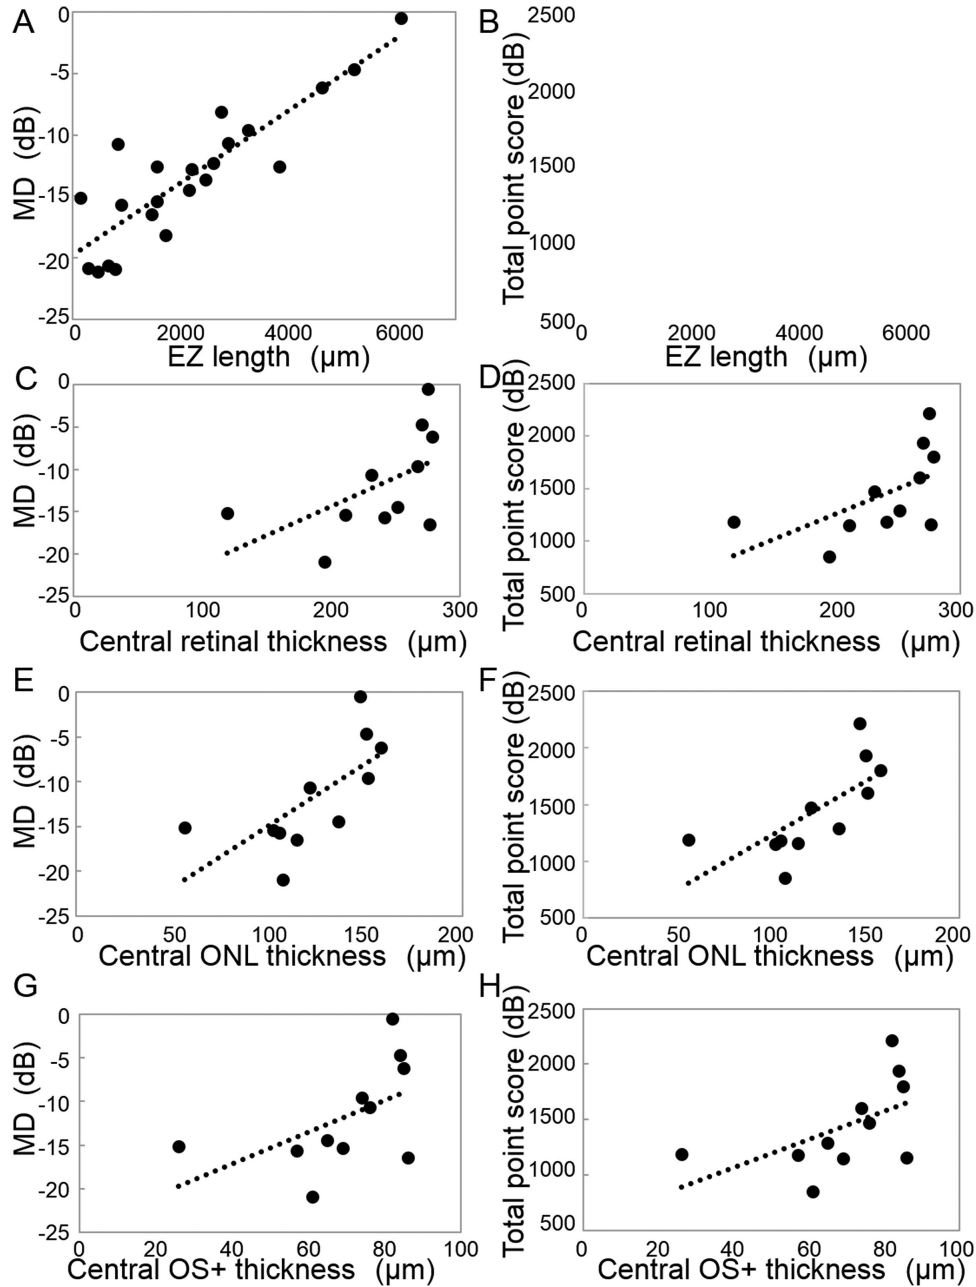 A
B
0
-5
-10
-15
-20
-25
MD (dB)
0 2000 4000 6000
EZ length (μm)
2500
2000
1500
1000
500
Total point score (dB)
0 2000 4000 6000
EZ length (μm)
C
D
0
-5
-10
-15
-20
-25
MD (dB)
0 100 200 300
Central retinal thickness (μm)
2500
2000
1500
1000
500
Total point score (dB)
0 100 200 300
Central retinal thickness (μm)
E
F
0
-5
-10
-15
-20
-25
MD (dB)
0 50 100 150 200
Central ONL thickness (μm)
2500
2000
1500
1000
500
Total point score (dB)
0 50 100 150 200
Central ONL thickness (μm)
G
H
0
-5
-10
-15
-20
-25
MD (dB)
0 20 40 60 80 100
Central OS+ thickness (μm)
2500
2000
1500
1000
500
Total point score (dB)
0 20 40 60 80 100
Central OS+ thickness (μm)